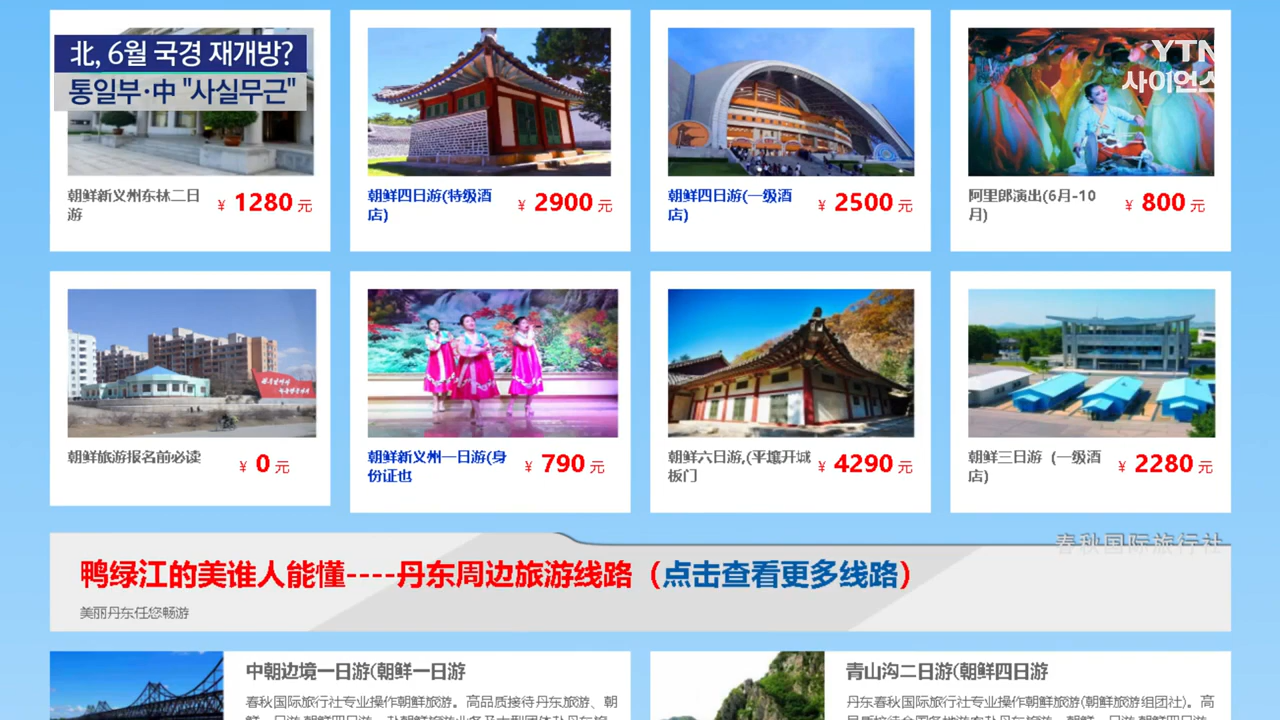 北, 6월 국경 재개방?
통일부·中 "사실무근"
YTN
사이언스
朝鲜新义州东林二日
游
¥ 1280 元
朝鲜四日游(特级酒
店)
¥ 2900 元
朝鲜四日游(一级酒
店)
¥ 2500 元
阿里郎演出(6月-10
月)
¥ 800 元
朝鲜旅游报名前必读
¥ 0 元
朝鲜新义州一日游(身
份证也
¥ 790 元
朝鲜六日游,(平壤开城
板门
¥ 4290 元
朝鲜三日游（一级酒
店)
¥ 2280 元
春秋国际旅行社
鸭绿江的美谁人能懂----丹东周边旅游线路（点击查看更多线路）
美丽丹东任您畅游
中朝边境一日游(朝鲜一日游
春秋国际旅行社专业操作朝鲜旅游。高品质接待丹东旅游、朝
青山沟二日游(朝鲜四日游
丹东春秋国际旅行社专业操作朝鲜旅游(朝鲜旅游组团社)。高